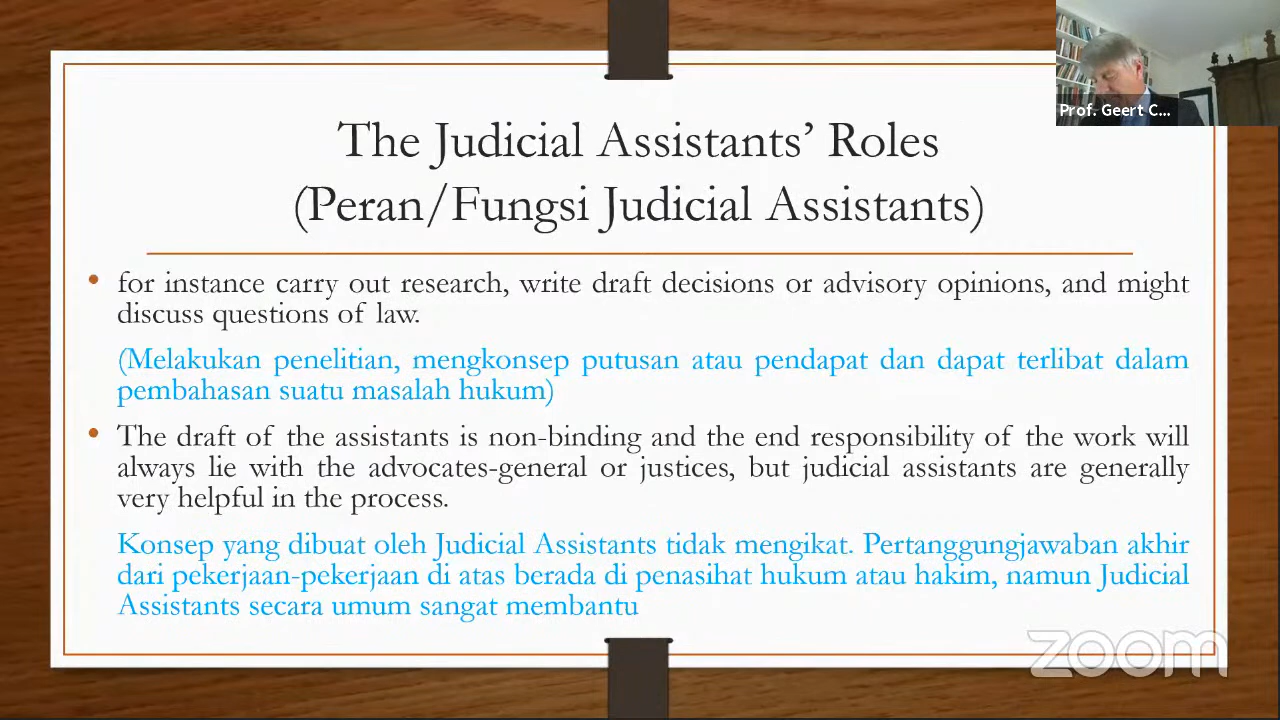 Prof. Geert C...
The Judicial Assistants’ Roles
(Peran/Fungsi Judicial Assistants)
• for instance carry out research, write draft decisions or advisory opinions, and might
discuss questions of law.
(Melakukan penelitian, mengkonsep putusan atau pendapat dan dapat terlibat dalam
pembahasan suatu masalah hukum)
• The draft of the assistants is non-binding and the end responsibility of the work will
always lie with the advocates-general or justices, but judicial assistants are generally
very helpful in the process.
Konsep yang dibuat oleh Judicial Assistants tidak mengikat. Pertanggungjawaban akhir
dari pekerjaan-pekerjaan di atas berada di penasihat hukum atau hakim, namun Judicial
Assistants secara umum sangat membantu
zoom